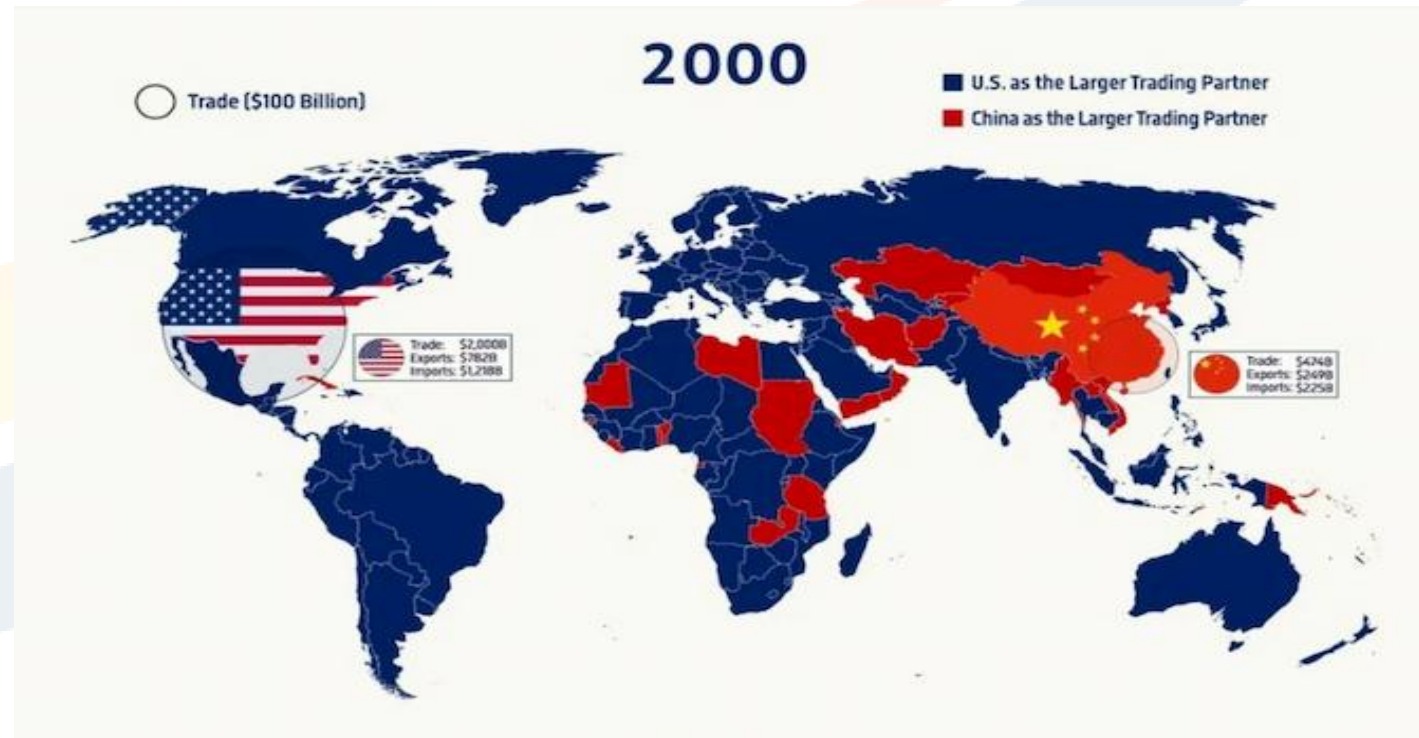 2000
Trade ($100 Billion)
U.S. as the Larger Trading Partner
China as the Larger Trading Partner
Trade: $2,000B
Exports: $782B
Imports: $1,218B
Trade: $474B
Exports: $249B
Imports: $225B